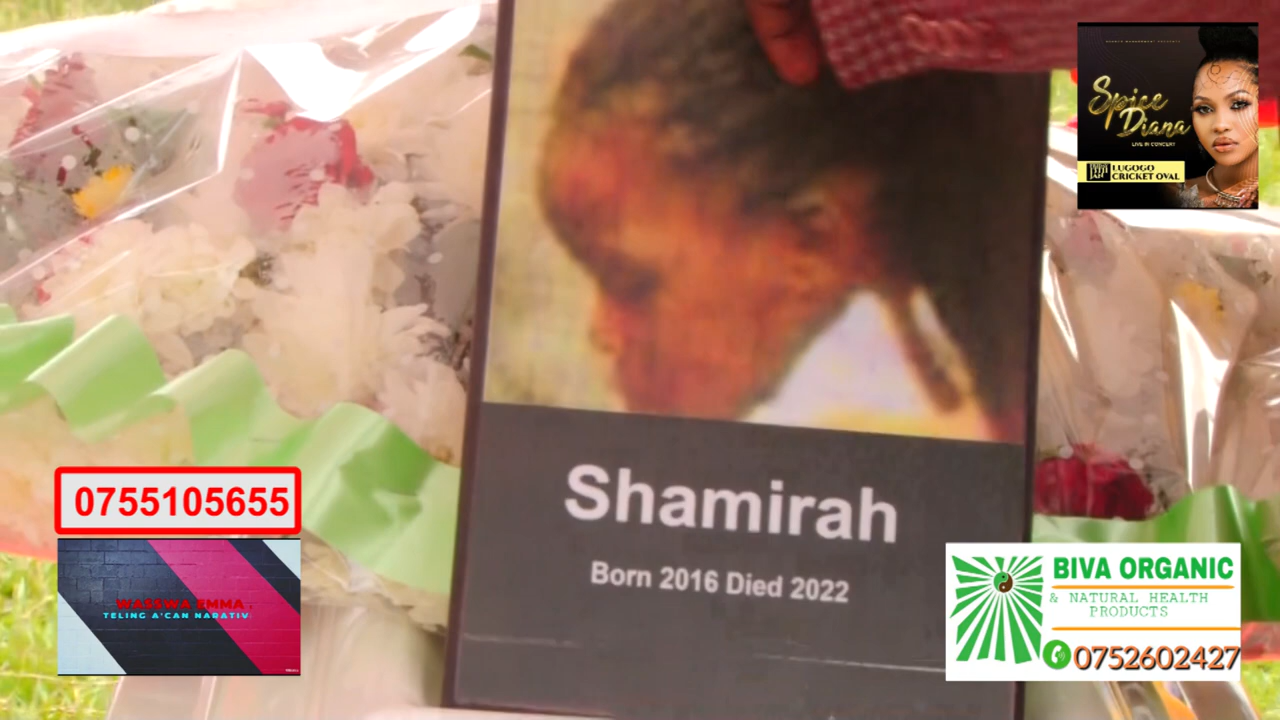 Spice
Diana
LIVE IN CONCERT
JAN
LUGOGO
CRICKET OVAL
Shamirah
Born 2016 Died 2022
0755105655
WASSWA EMMA
TELING A'CAN NARATIV
BIVA ORGANIC
& NATURAL HEALTH
PRODUCTS
0752602427